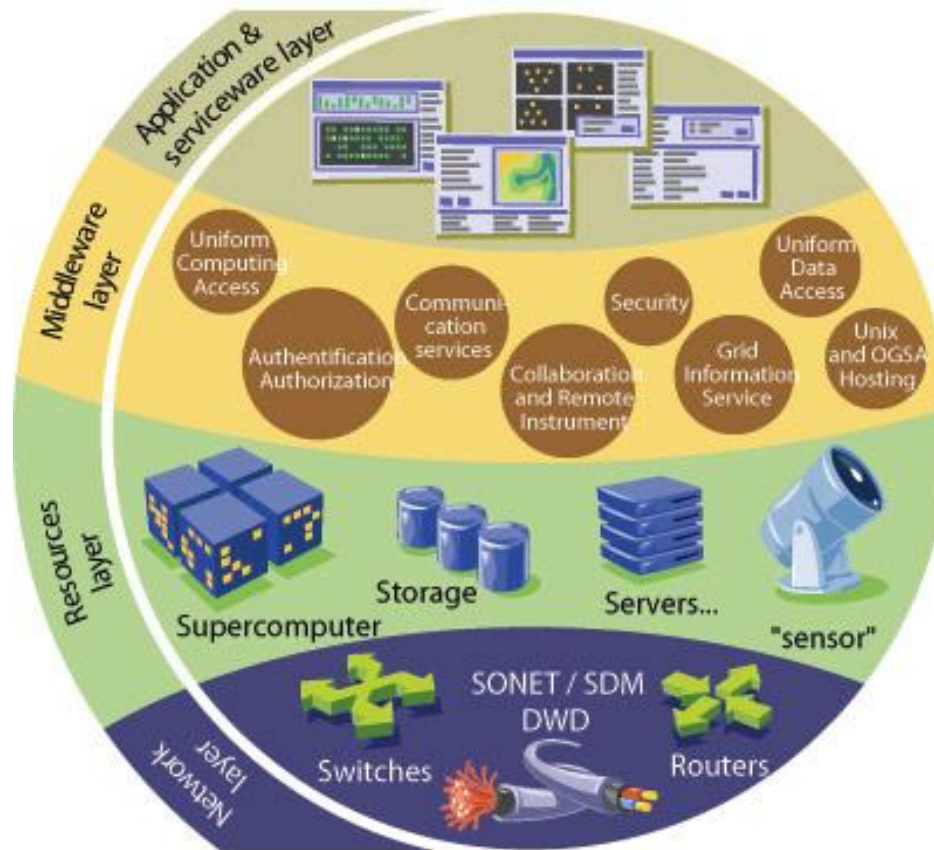 Application &
serviceware layer
Middleware
layer
Uniform
Computing
Access
Authentification
Authorization
Communi-
cation
services
Collaboration
and Remote
Instrument
Security
Grid
Information
Service
Uniform
Data
Access
Unix
and OGSA
Hosting
Resources
layer
Supercomputer
Storage
Servers...
"sensor"
Network
layer
Switches
SONET / SDM
DWD
Routers